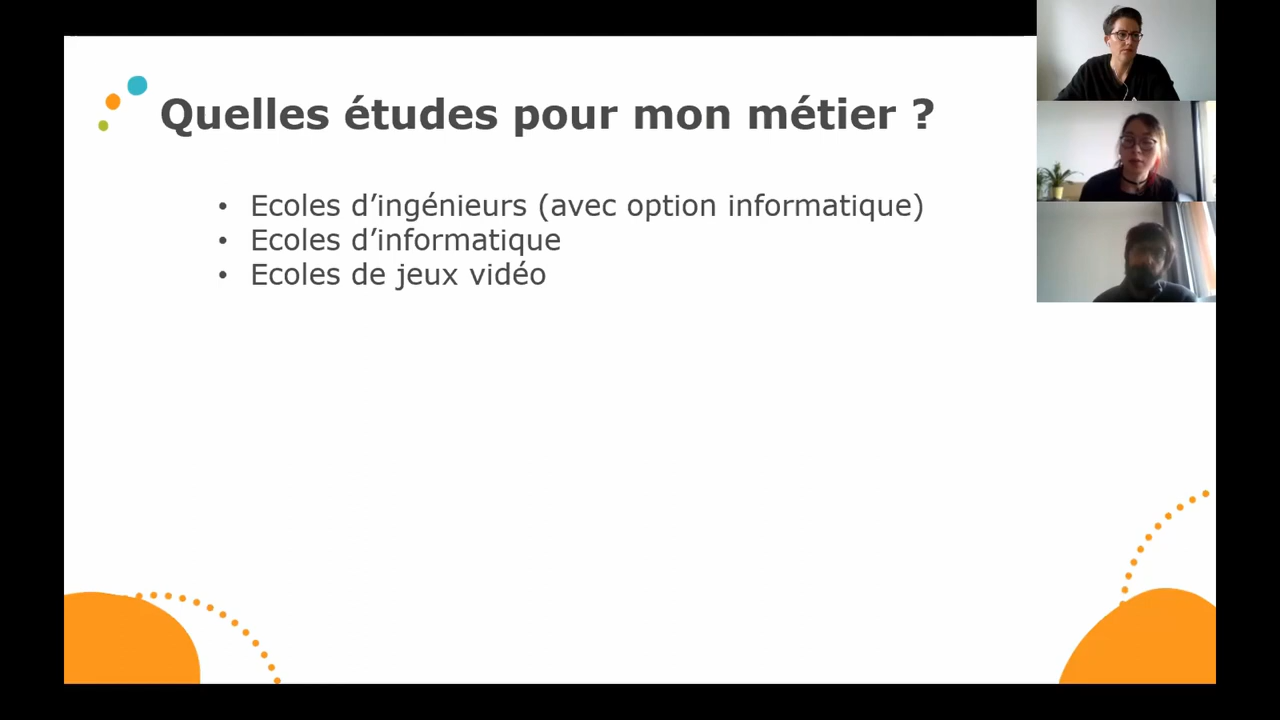 Quelles études pour mon métier ?
• Ecoles d’ingénieurs (avec option informatique)
• Ecoles d’informatique
• Ecoles de jeux vidéo